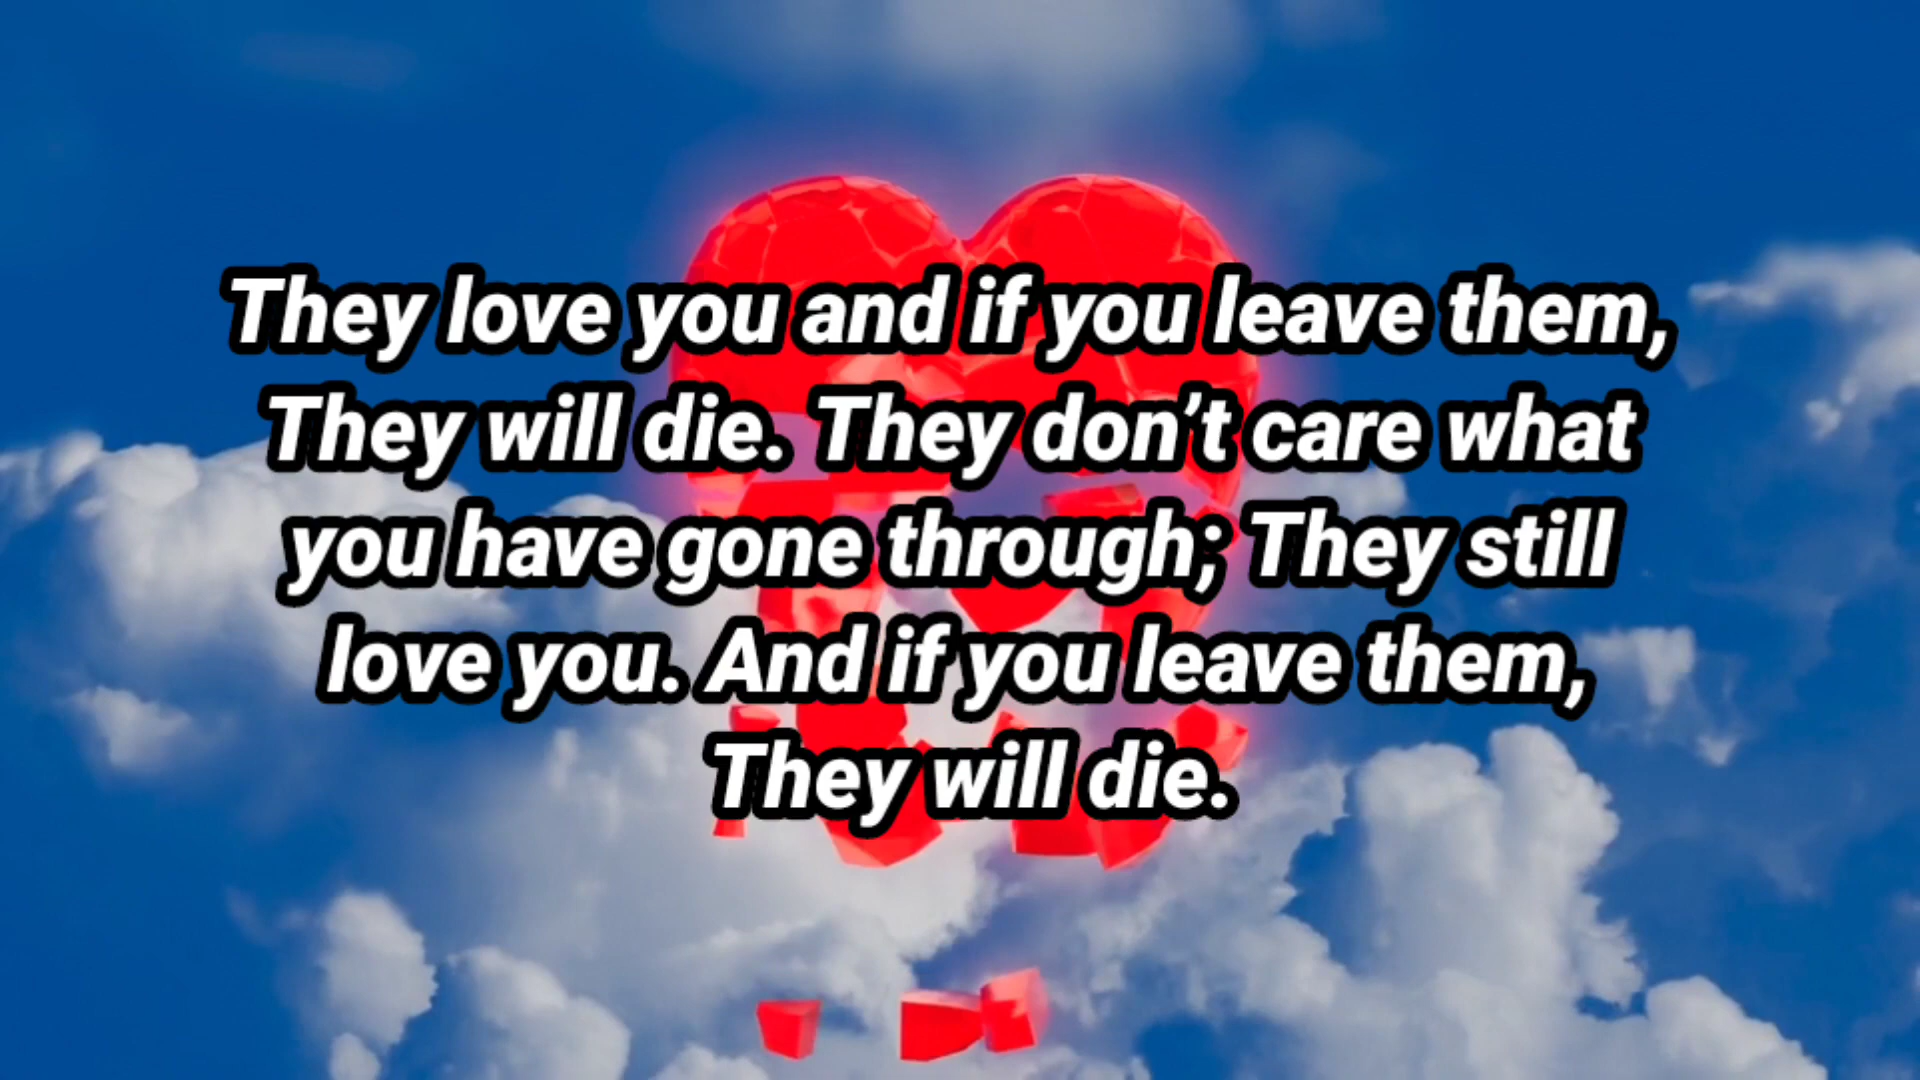 They love you and if you leave them,
They will die. They don’t care what
you have gone through; They still
love you. And if you leave them,
They will die.